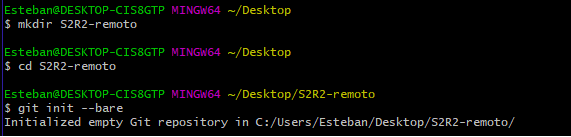 Esteban@DESKTOP-CIS8GTP MINGW64 ~/Desktop
$ mkdir S2R2-remoto
Esteban@DESKTOP-CIS8GTP MINGW64 ~/Desktop
$ cd S2R2-remoto
Esteban@DESKTOP-CIS8GTP MINGW64 ~/Desktop/S2R2-remoto
$ git init --bare
Initialized empty Git repository in C:/Users/Esteban/Desktop/S2R2-remoto/